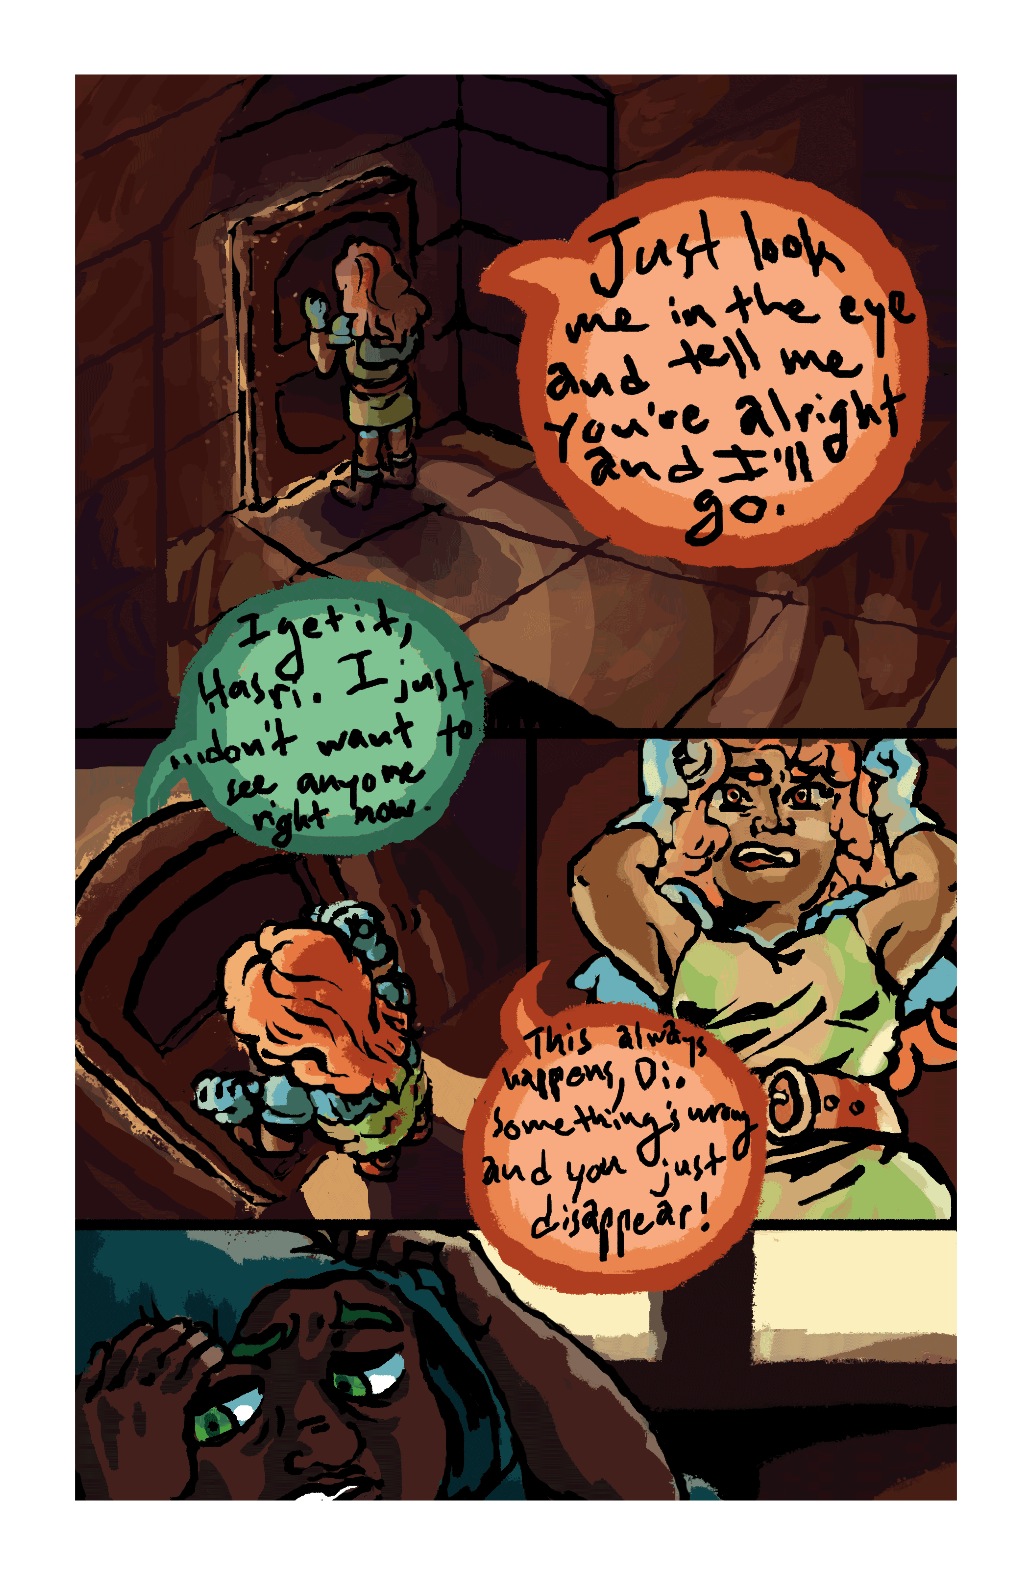 Just look
me in the eye
and tell me
you're alright
and I'll
go.
I get it,
Hasri. I just
...don't want to
see anyone
right now.
This always
happens, Di.
Something's wrong
and you just
disappear!